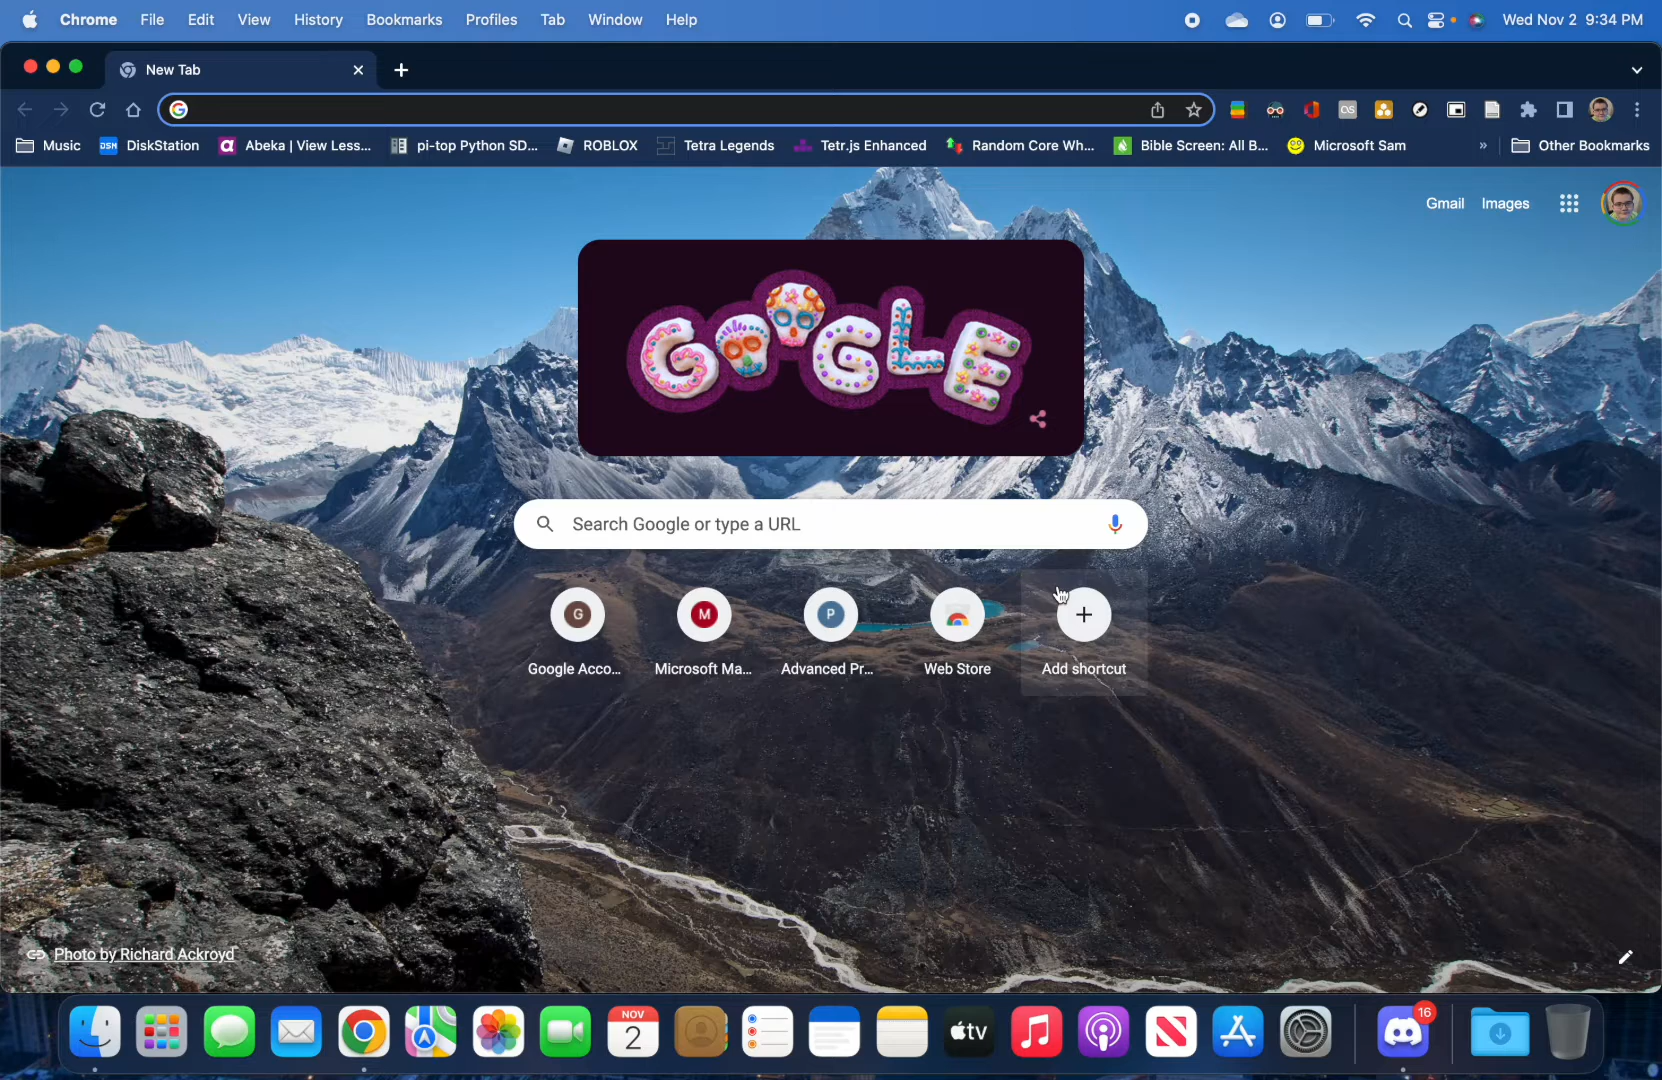 Chrome File Edit View History Bookmarks Profiles Tab Window Help Wed Nov 2 9:34 PM
New Tab
Music DSM DiskStation a Abeka | View Less... pi-top Python SD... ROBLOX Tetra Legends Tetr.js Enhanced Random Core Wh... Bible Screen: All B... Microsoft Sam » Other Bookmarks
Gmail Images
GOOGLE
Search Google or type a URL
G M P
Google Acco... Microsoft Ma... Advanced Pr... Web Store Add shortcut
Photo by Richard Ackroyd
NOV
2
tv
16